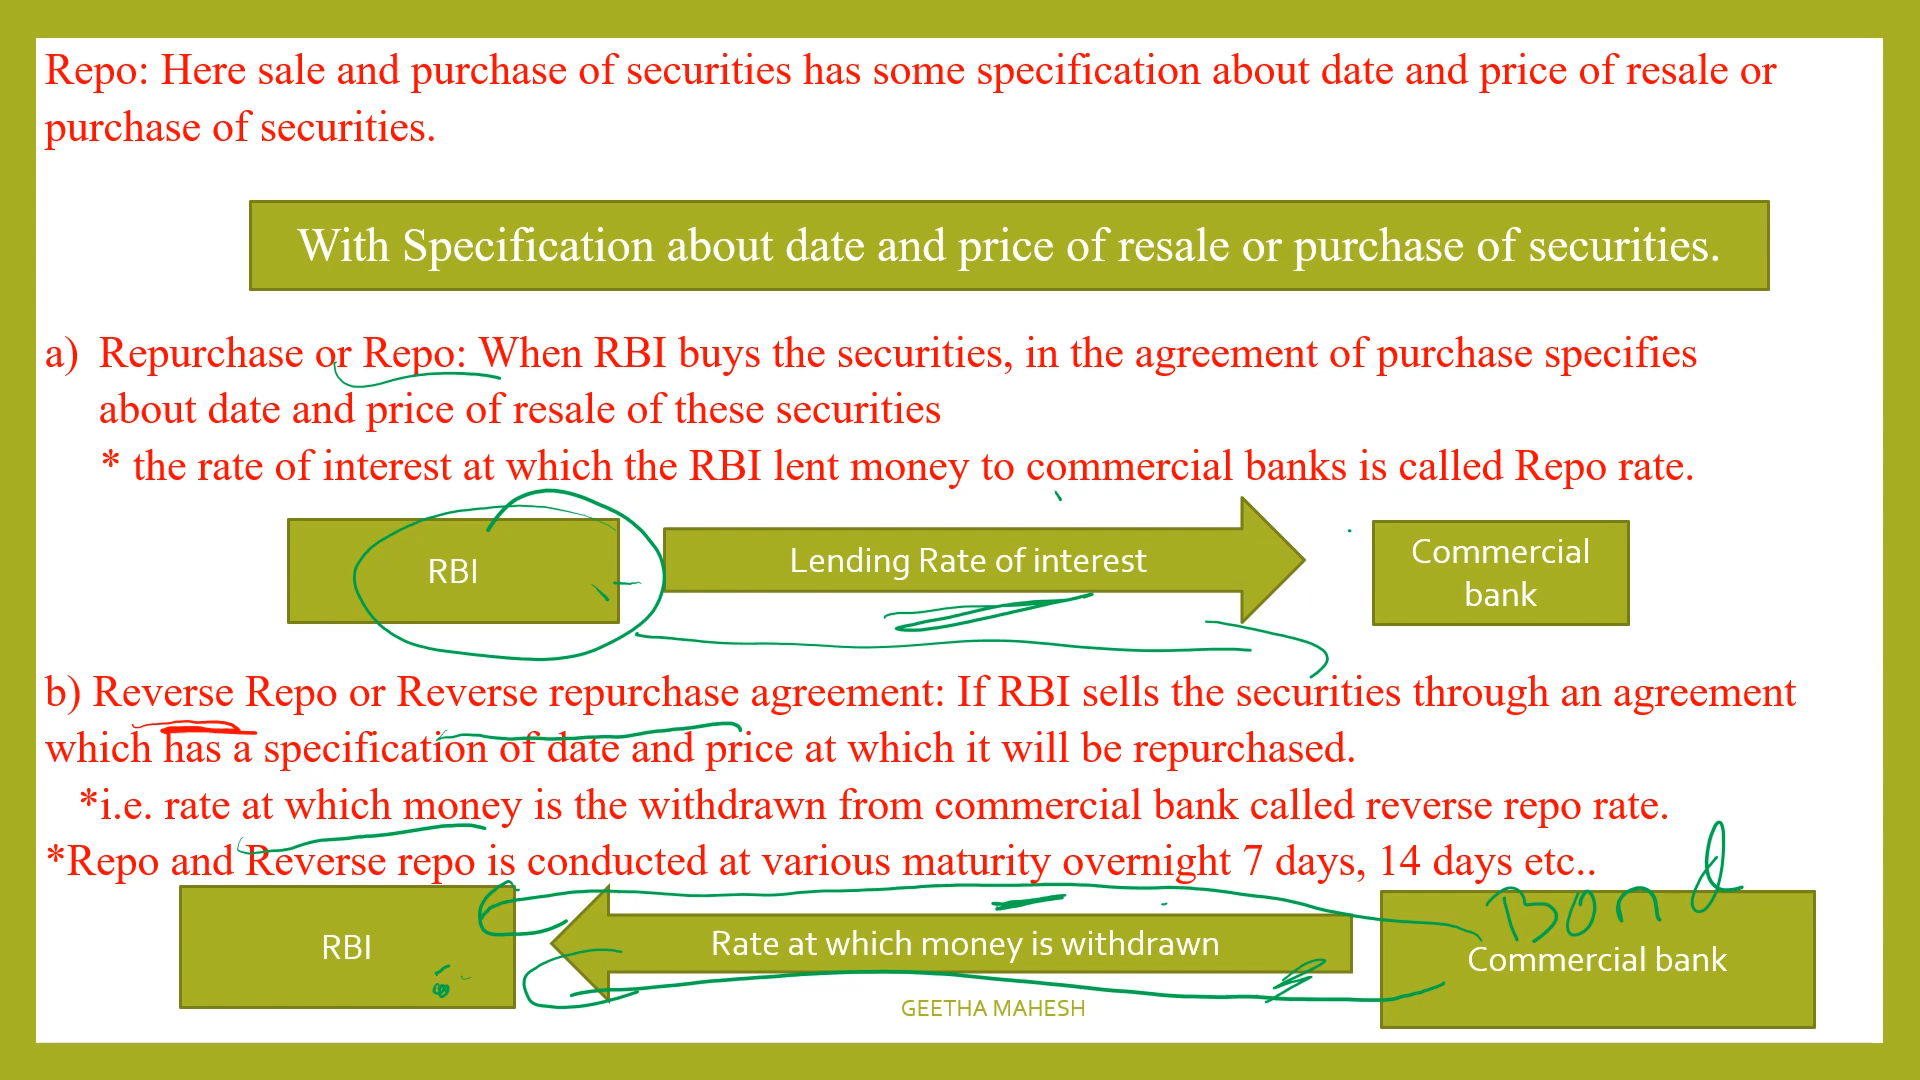 Repo: Here sale and purchase of securities has some specification about date and price of resale or
purchase of securities.
With Specification about date and price of resale or purchase of securities.
a) Repurchase or Repo: When RBI buys the securities, in the agreement of purchase specifies
about date and price of resale of these securities
* the rate of interest at which the RBI lent money to commercial banks is called Repo rate.
RBI
Lending Rate of interest
Commercial
bank
b) Reverse Repo or Reverse repurchase agreement: If RBI sells the securities through an agreement
which has a specification of date and price at which it will be repurchased.
*i.e. rate at which money is the withdrawn from commercial bank called reverse repo rate.
*Repo and Reverse repo is conducted at various maturity overnight 7 days, 14 days etc..
RBI
Rate at which money is withdrawn
Bond
Commercial bank
GEETHA MAHESH